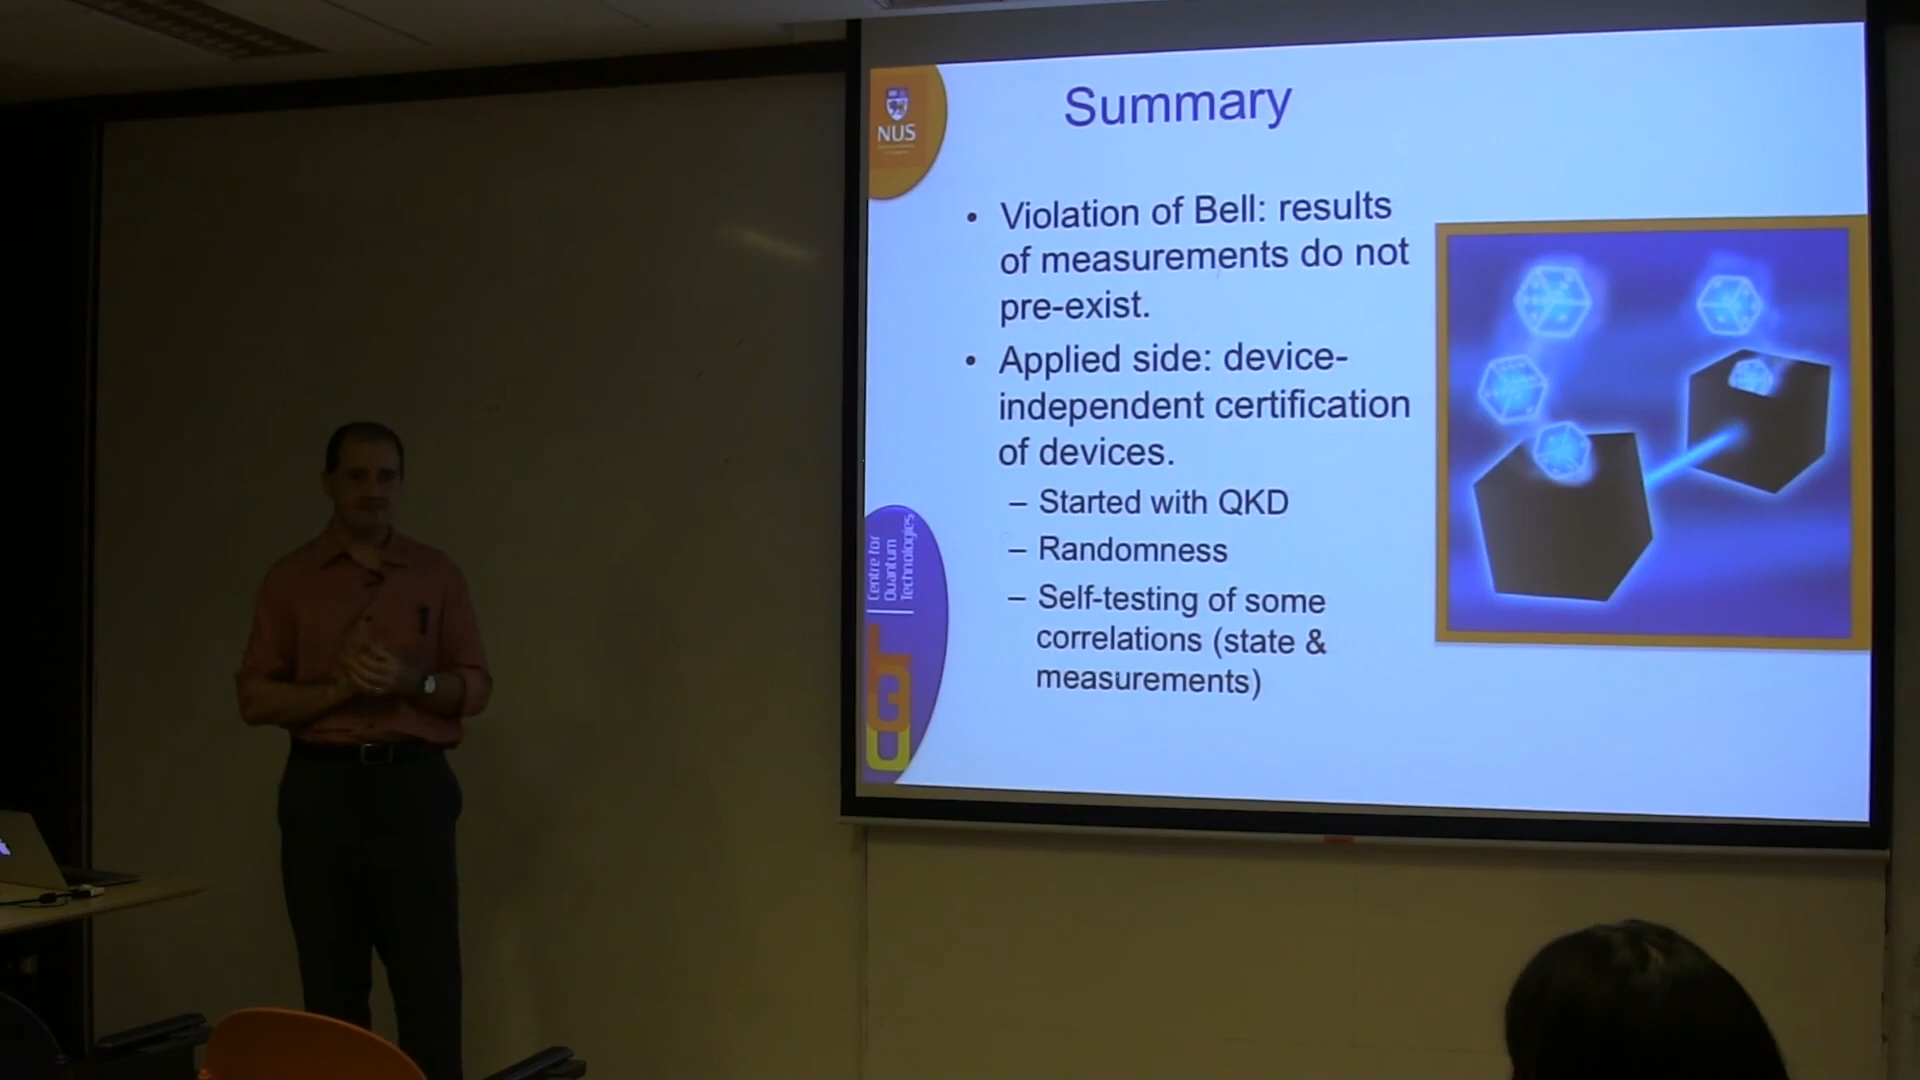 Summary
NUS
• Violation of Bell: results
of measurements do not
pre-exist.
• Applied side: device-
independent certification
of devices.
– Started with QKD
– Randomness
– Self-testing of some
correlations (state &
measurements)
Centre for
Quantum
Technologies